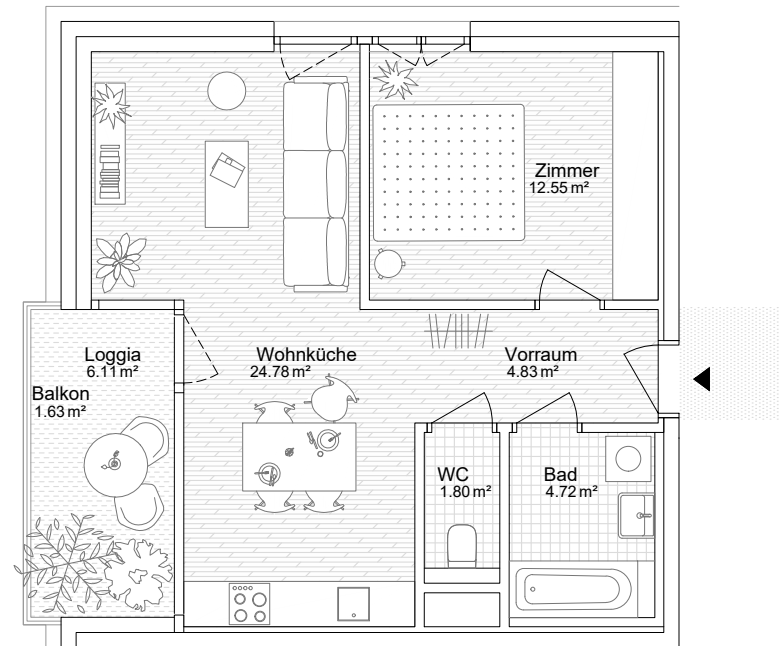 Zimmer
12.55 m²
Loggia
6.11 m²
Wohnküche
24.78 m²
Vorraum
4.83 m²
Balkon
1.63 m²
WC
1.80 m²
Bad
4.72 m²